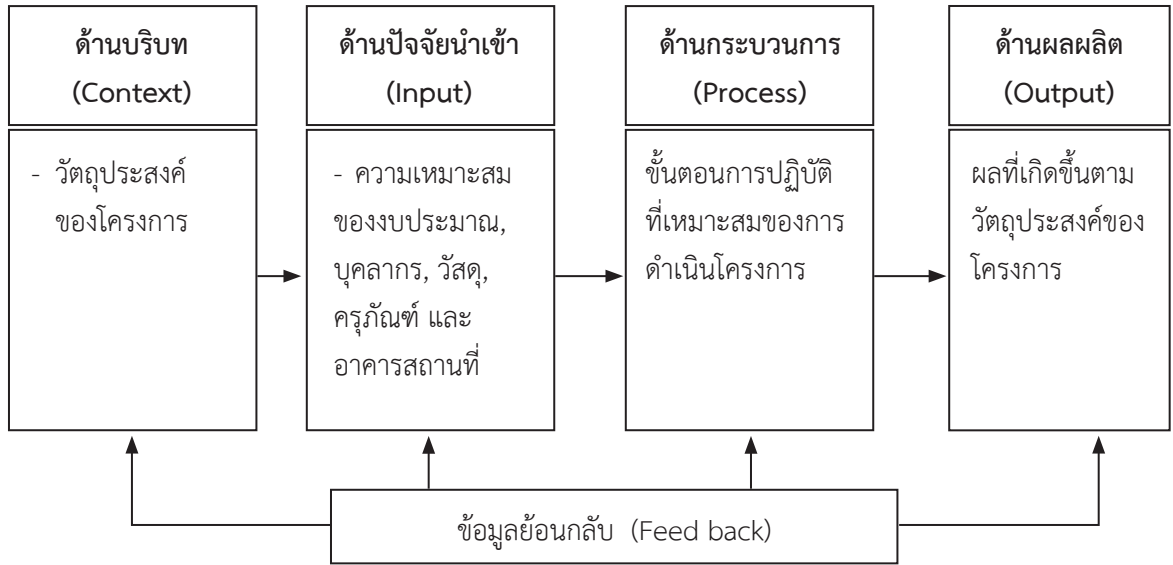 ด้านบริบท
(Context)
- วัตถุประสงค์
ของโครงการ
ด้านปัจจัยนำเข้า
(Input)
- ความเหมาะสม
ของงบประมาณ,
บุคลากร, วัสดุ,
ครุภัณฑ์ และ
อาคารสถานที่
ด้านกระบวนการ
(Process)
ขั้นตอนการปฏิบัติ
ที่เหมาะสมของการ
ดำเนินโครงการ
ด้านผลผลิต
(Output)
ผลที่เกิดขึ้นตาม
วัตถุประสงค์ของ
โครงการ
ข้อมูลย้อนกลับ (Feed back)